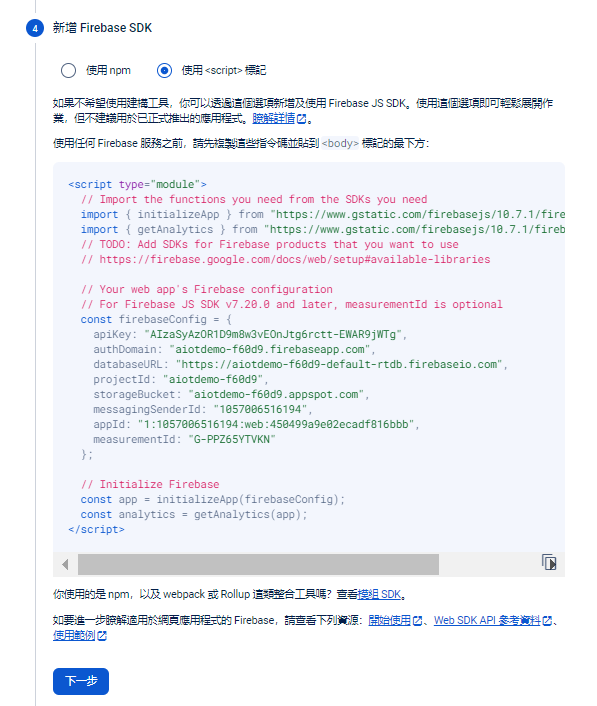 4 新增 Firebase SDK
使用 npm 使用 <script> 標記
如果不希望使用建構工具，你可以透過這個選項新增及使用 Firebase JS SDK。使用這個選項即可輕鬆展開作
業，但不建議用於已正式推出的應用程式。瞭解詳情。
使用任何 Firebase 服務之前，請先複製這些指令碼並貼到 <body> 標記的最下方：
<script type="module">
// Import the functions you need from the SDKs you need
import { initializeApp } from "https://www.gstatic.com/firebasejs/10.7.1/fire
import { getAnalytics } from "https://www.gstatic.com/firebasejs/10.7.1/fireb
// TODO: Add SDKs for Firebase products that you want to use
// https://firebase.google.com/docs/web/setup#available-libraries
// Your web app's Firebase configuration
// For Firebase JS SDK v7.20.0 and later, measurementId is optional
const firebaseConfig = {
apiKey: "AIzaSyAzOR1D9m8w3vEOnJtg6rctt-EWAR9jWTg",
authDomain: "aiotdemo-f60d9.firebaseapp.com",
databaseURL: "https://aiotdemo-f60d9-default-rtdb.firebaseio.com",
projectId: "aiotdemo-f60d9",
storageBucket: "aiotdemo-f60d9.appspot.com",
messagingSenderId: "1057006516194",
appId: "1:1057006516194:web:450499a9e02ecadf816bbb",
measurementId: "G-PPZ65YTVKN"
};
// Initialize Firebase
const app = initializeApp(firebaseConfig);
const analytics = getAnalytics(app);
</script>
你使用的是 npm，以及 webpack 或 Rollup 這類整合工具嗎？查看模組 SDK。
如要進一步瞭解適用於網頁應用程式的 Firebase，請查看下列資源：開始使用、Web SDK API 參考資料、
使用範例
下一步